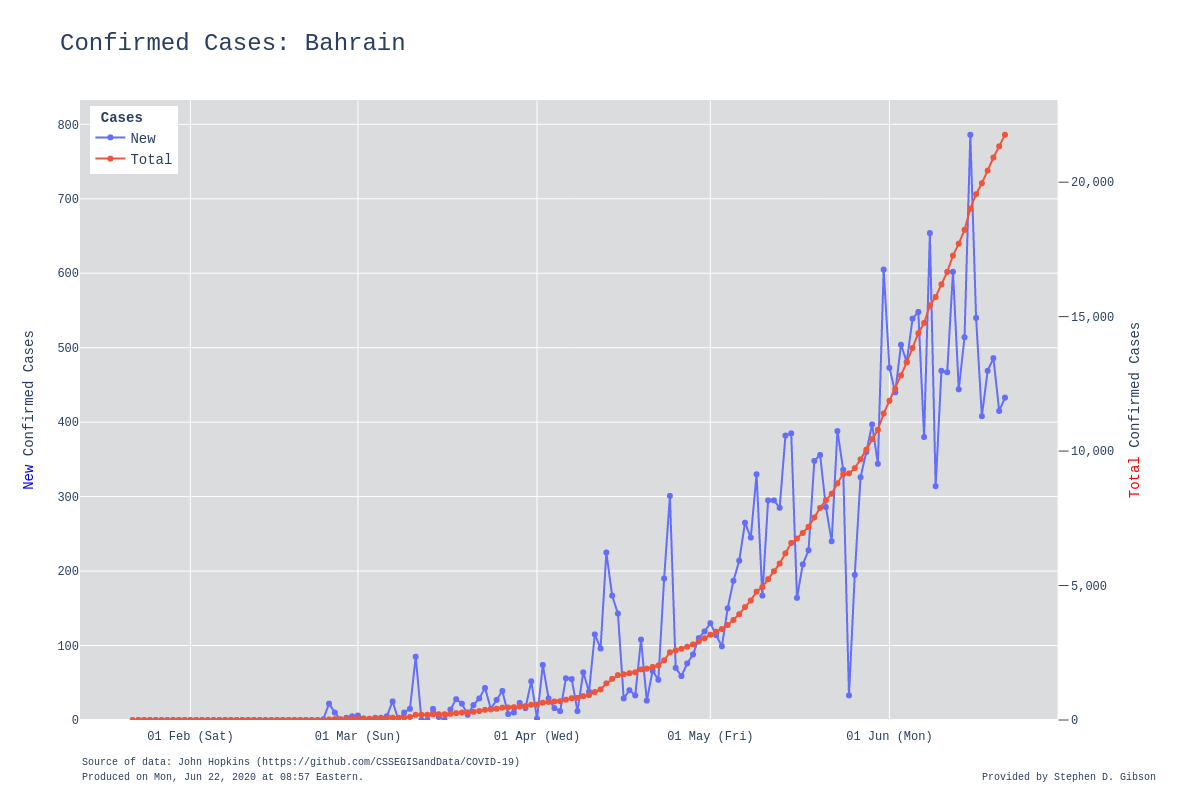 Confirmed Cases: Bahrain
Cases
New
Total
800
700
600
500
400
300
200
100
0
New Confirmed Cases
20,000
15,000
10,000
5,000
0
Total Confirmed Cases
01 Feb (Sat)
01 Mar (Sun)
01 Apr (Wed)
01 May (Fri)
01 Jun (Mon)
Source of data: John Hopkins (https://github.com/CSSEGISandData/COVID-19)
Produced on Mon, Jun 22, 2020 at 08:57 Eastern.
Provided by Stephen D. Gibson